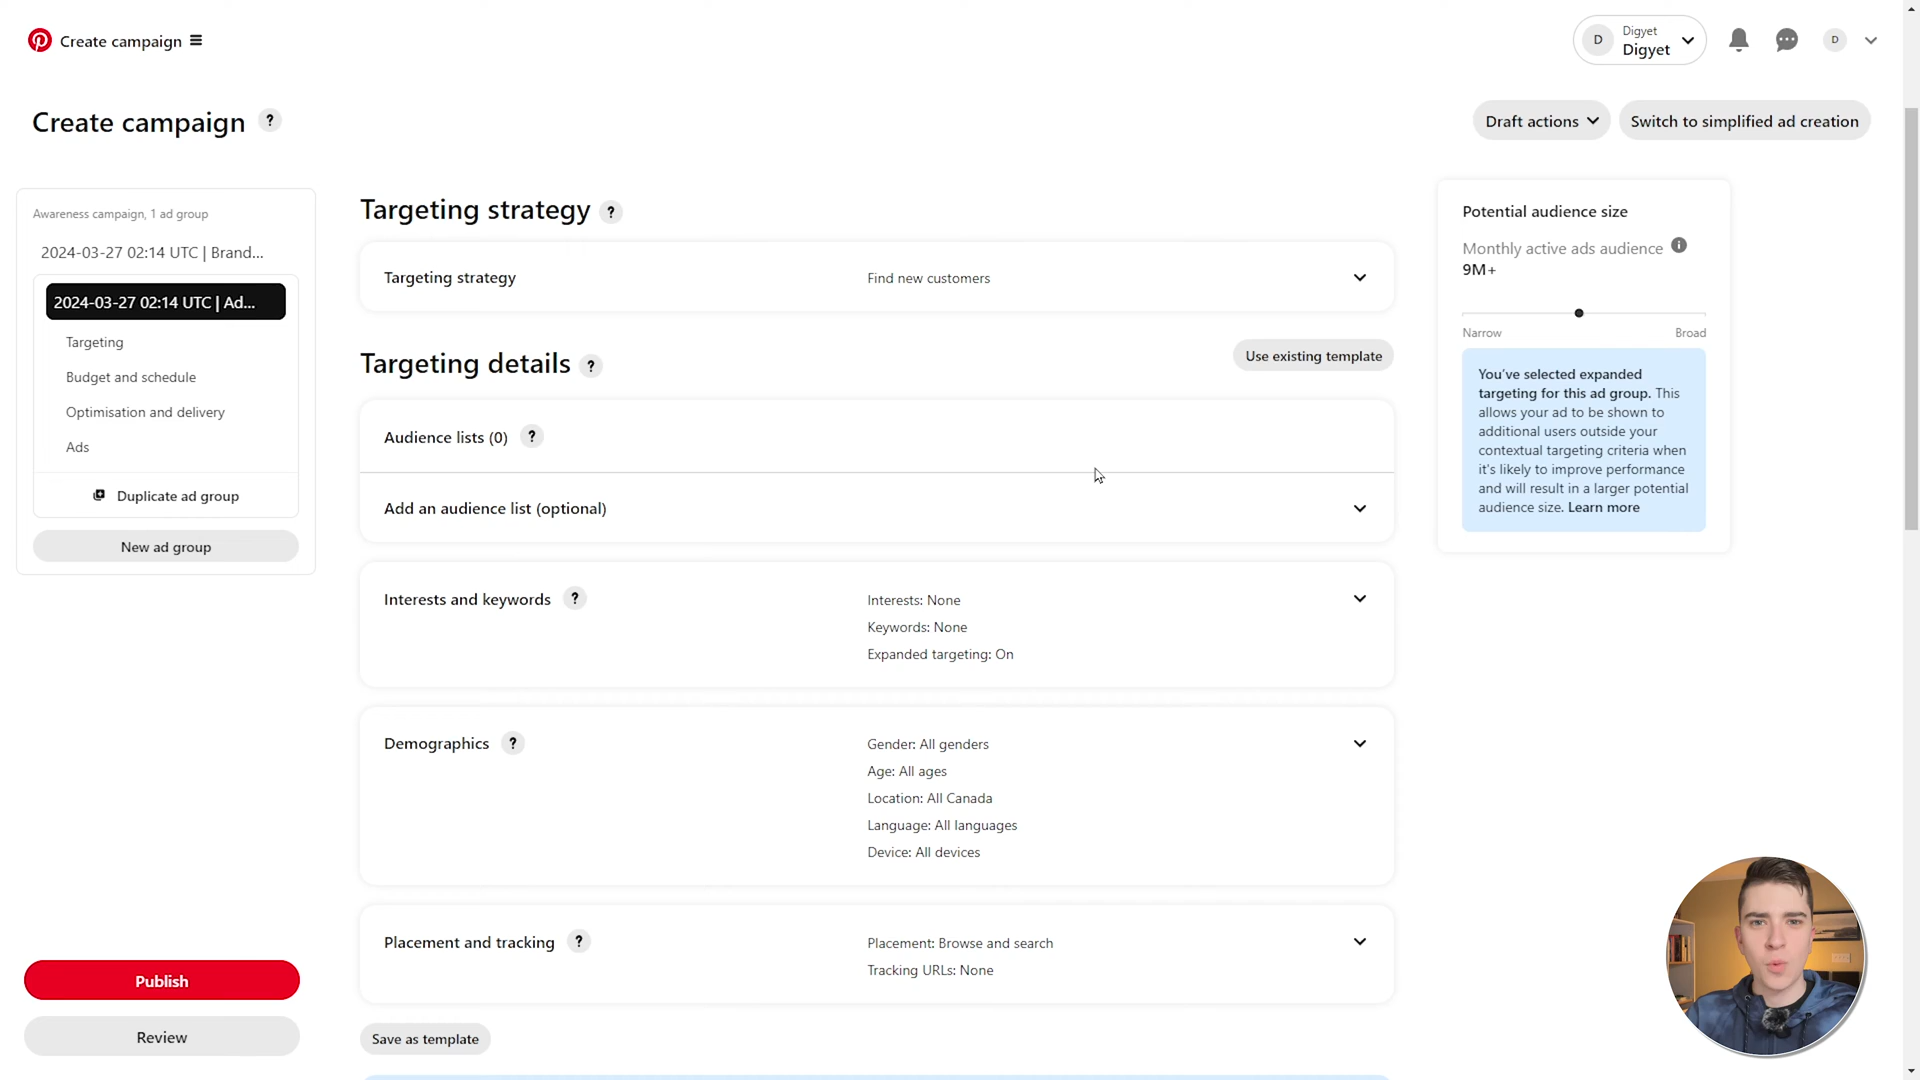 Create campaign
D
Digyet
Digyet
D
Create campaign ?
Draft actions
Switch to simplified ad creation
Awareness campaign, 1 ad group
2024-03-27 02:14 UTC | Brand...
2024-03-27 02:14 UTC | Ad...
Targeting
Budget and schedule
Optimisation and delivery
Ads
Duplicate ad group
New ad group
Publish
Review
Targeting strategy ?
Targeting strategy
Find new customers
Targeting details ?
Use existing template
Audience lists (0) ?
Add an audience list (optional)
Interests and keywords ?
Interests: None
Keywords: None
Expanded targeting: On
Demographics ?
Gender: All genders
Age: All ages
Location: All Canada
Language: All languages
Device: All devices
Placement and tracking ?
Placement: Browse and search
Tracking URLs: None
Save as template
Potential audience size
Monthly active ads audience
9M+
Narrow
Broad
You’ve selected expanded
targeting for this ad group. This
allows your ad to be shown to
additional users outside your
contextual targeting criteria when
it's likely to improve performance
and will result in a larger potential
audience size. Learn more